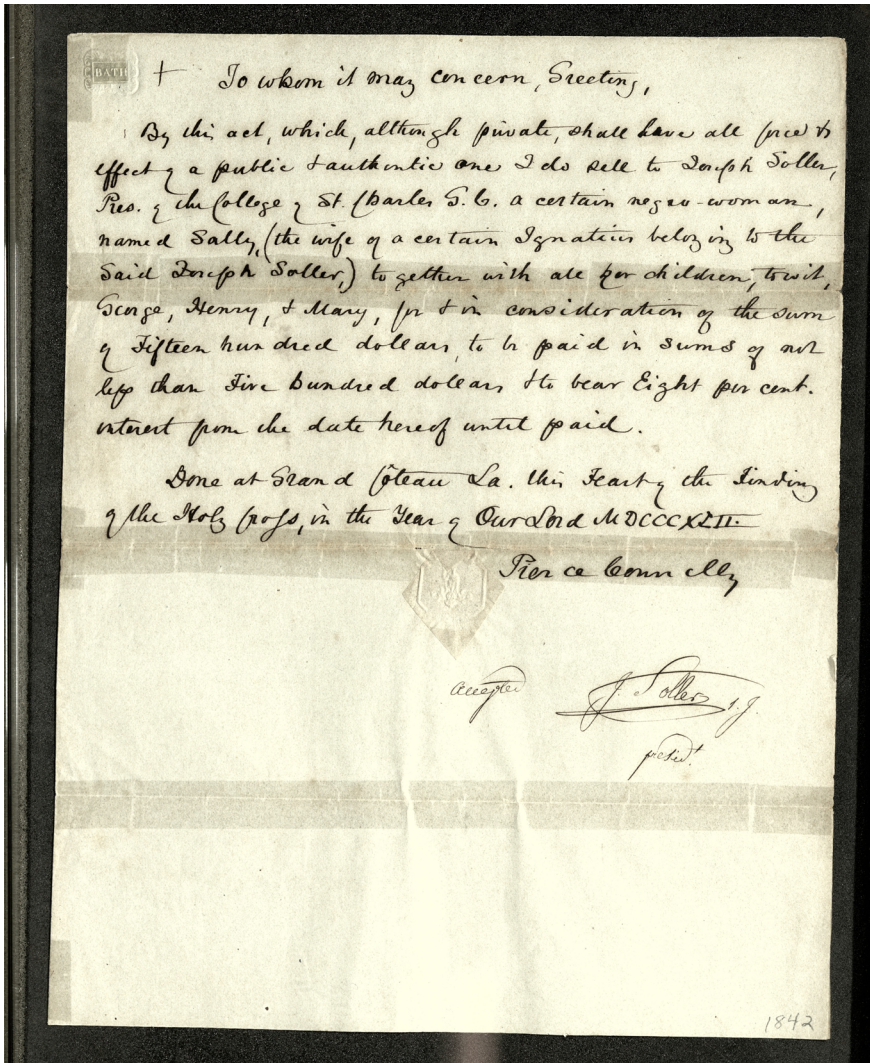 BATH
+ To whom it may concern, Greeting,
By this act, which, although private, shall have all force &
effect of a public & authentic one I do sell to Joseph Soller,
Pres. of the College of St. Charles G. C. a certain negro-woman,
named Sally, (the wife of a certain Ignatius belonging to the
said Joseph Soller,) together with all her children, to wit,
George, Henry, & Mary, for & in consideration of the sum
of Fifteen hundred dollars, to be paid in sums of not
less than Five hundred dollars & to bear Eight per cent.
interest from the date hereof until paid.
Done at Grand Côteau La. this Feast of the Finding
of the Holy Cross, in the Year of Our Lord MDCCCXLII.
Pierce Connelly
accepted J. Soller s.J.
presid.t
1842